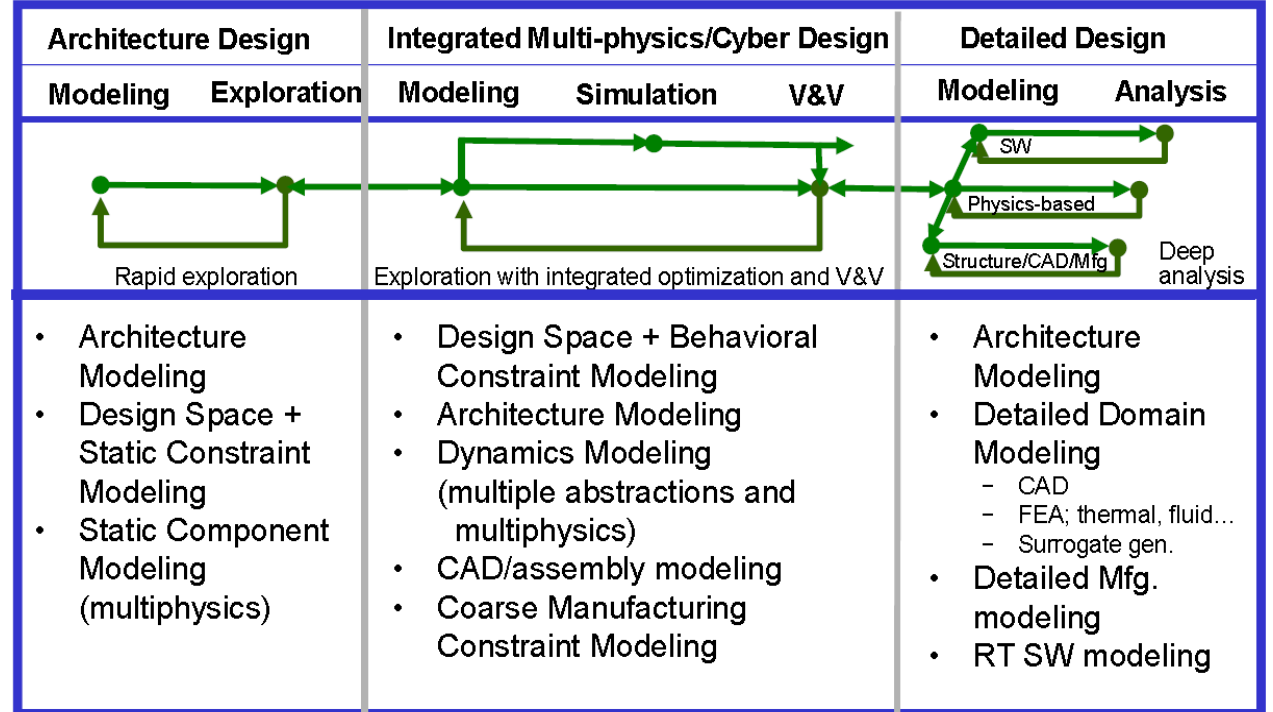 Architecture Design
Integrated Multi-physics/Cyber Design
Detailed Design
Modeling Exploration
Modeling Simulation V&V
Modeling Analysis
SW
Physics-based
Structure/CAD/Mfg
Deep
analysis
Rapid exploration
Exploration with integrated optimization and V&V
• Architecture
Modeling
• Design Space +
Static Constraint
Modeling
• Static Component
Modeling
(multiphysics)
• Design Space + Behavioral
Constraint Modeling
• Architecture Modeling
• Dynamics Modeling
(multiple abstractions and
multiphysics)
• CAD/assembly modeling
• Coarse Manufacturing
Constraint Modeling
• Architecture
Modeling
• Detailed Domain
Modeling
− CAD
− FEA; thermal, fluid…
− Surrogate gen.
• Detailed Mfg.
modeling
• RT SW modeling